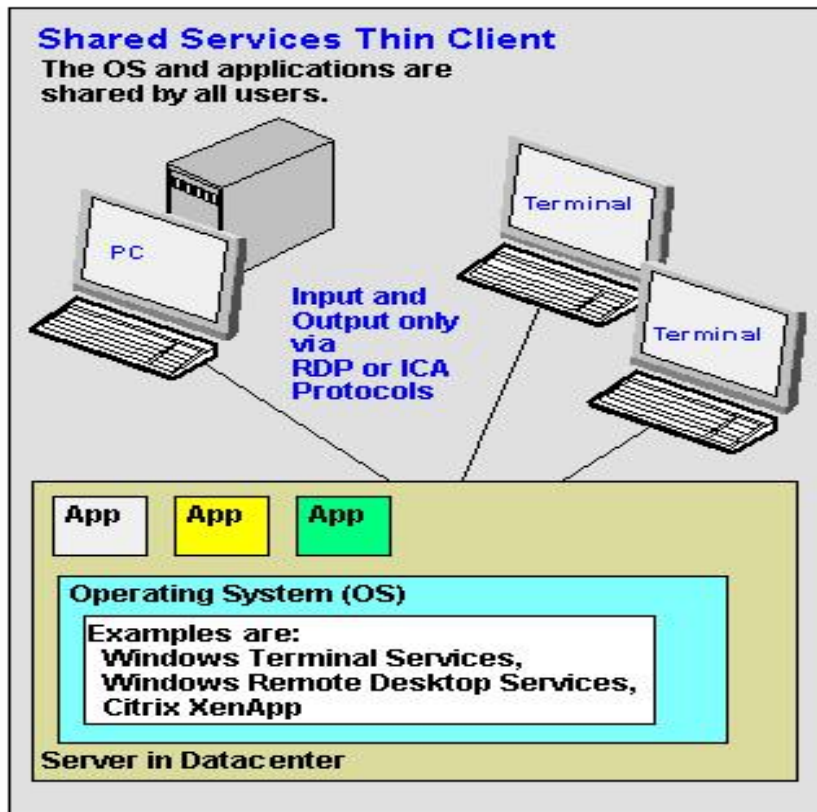 Shared Services Thin Client
The OS and applications are
shared by all users.
PC
Terminal
Terminal
Input and
Output only
via
RDP or ICA
Protocols
App
App
App
Operating System (OS)
Examples are:
Windows Terminal Services,
Windows Remote Desktop Services,
Citrix XenApp
Server in Datacenter